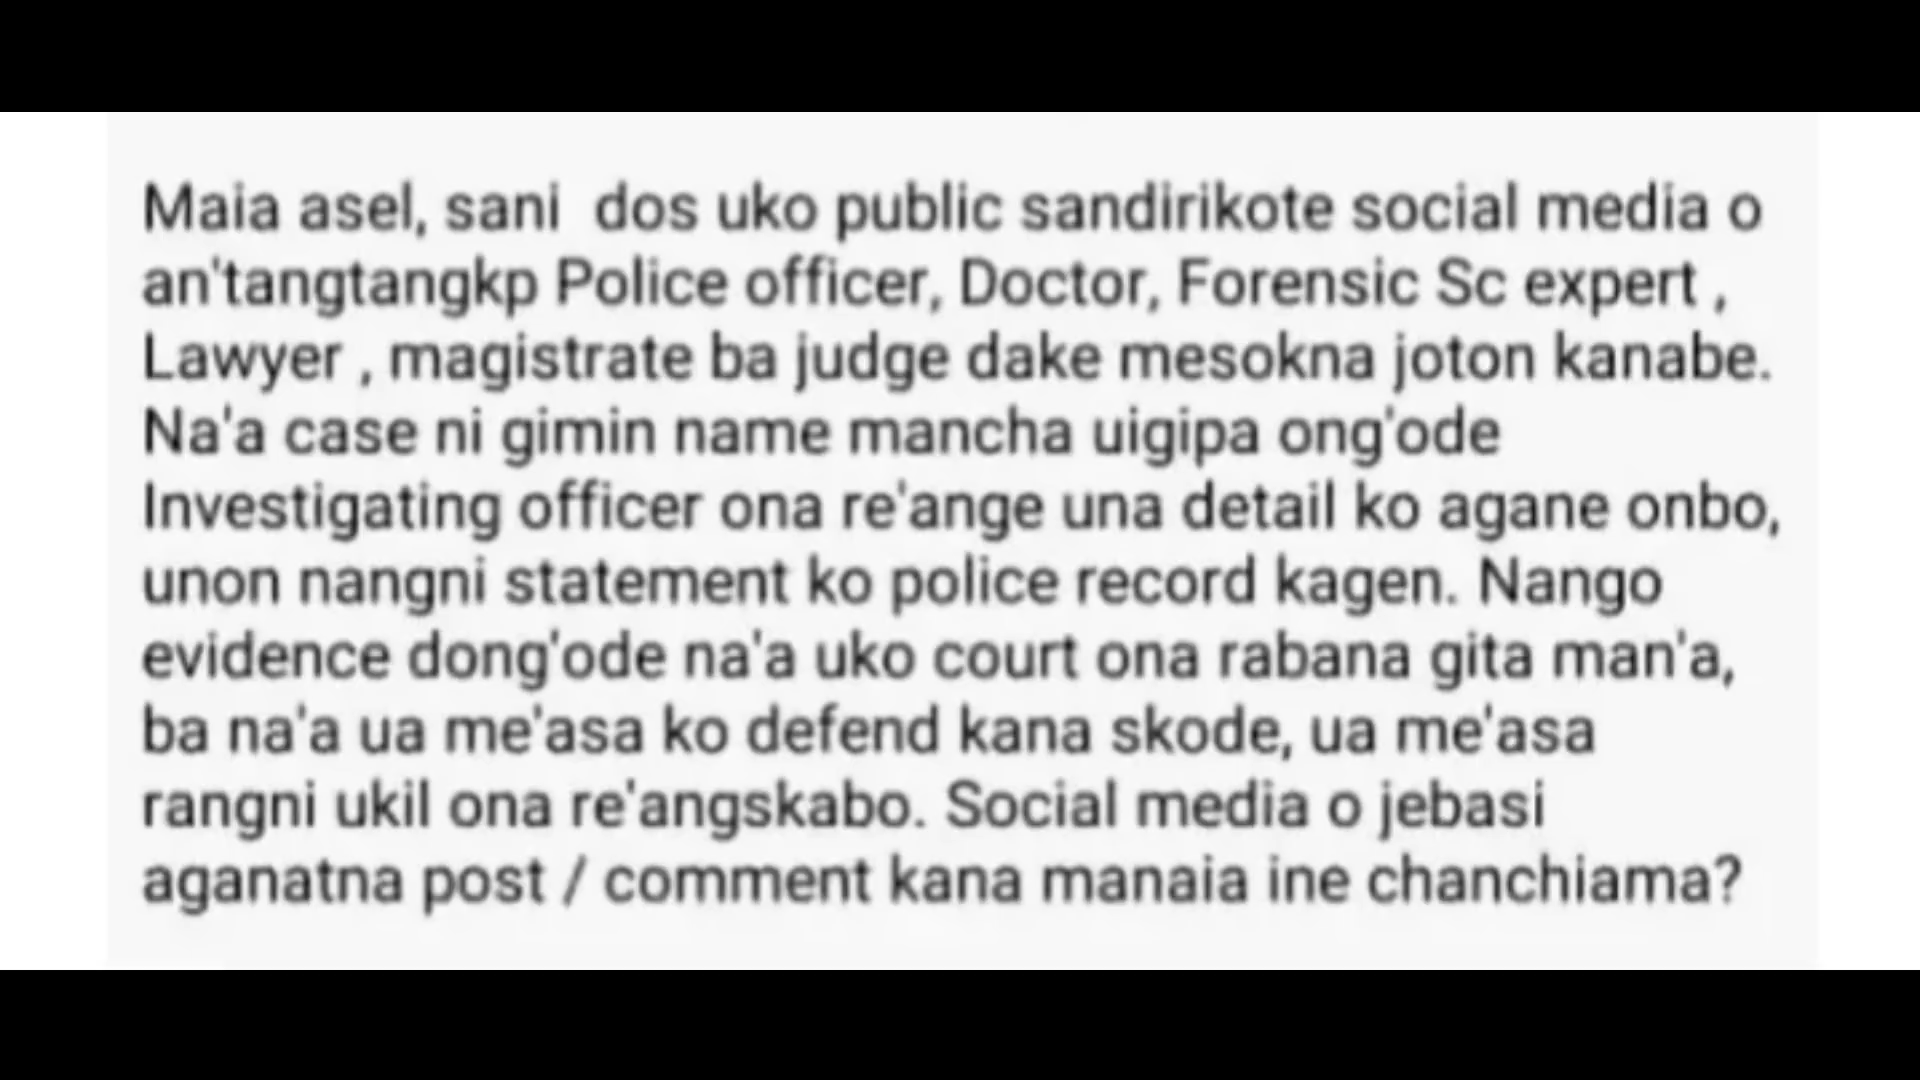 Maia asel, sani dos uko public sandirikote social media o
an'tangtangkp Police officer, Doctor, Forensic Sc expert ,
Lawyer , magistrate ba judge dake mesokna joton kanabe.
Na'a case ni gimin name mancha uigipa ong'ode
Investigating officer ona re'ange una detail ko agane onbo,
unon nangni statement ko police record kagen. Nango
evidence dong'ode na'a uko court ona rabana gita man'a,
ba na'a ua me'asa ko defend kana skode, ua me'asa
rangni ukil ona re'angskabo. Social media o jebasi
aganatna post / comment kana manaia ine chanchiama?